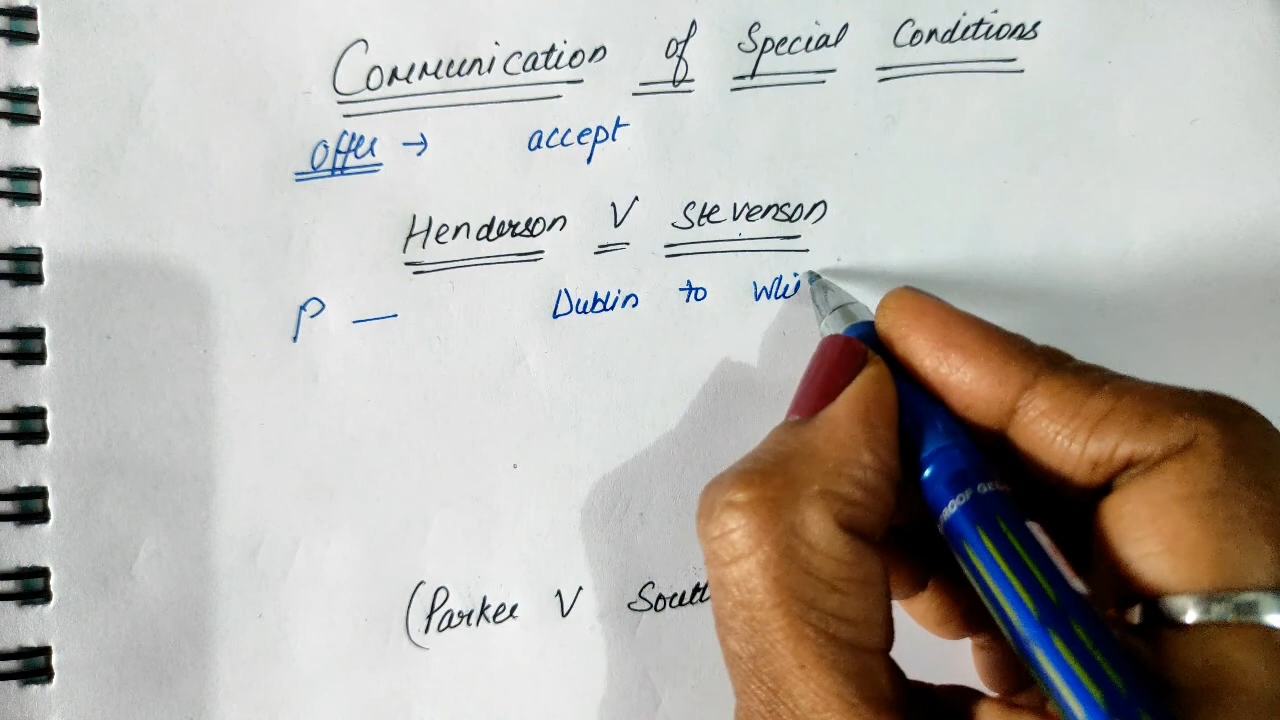 Communication of Special Conditions
Offer → accept
Henderson V Stevenson
P — Dublin to Whi
(Parker V South